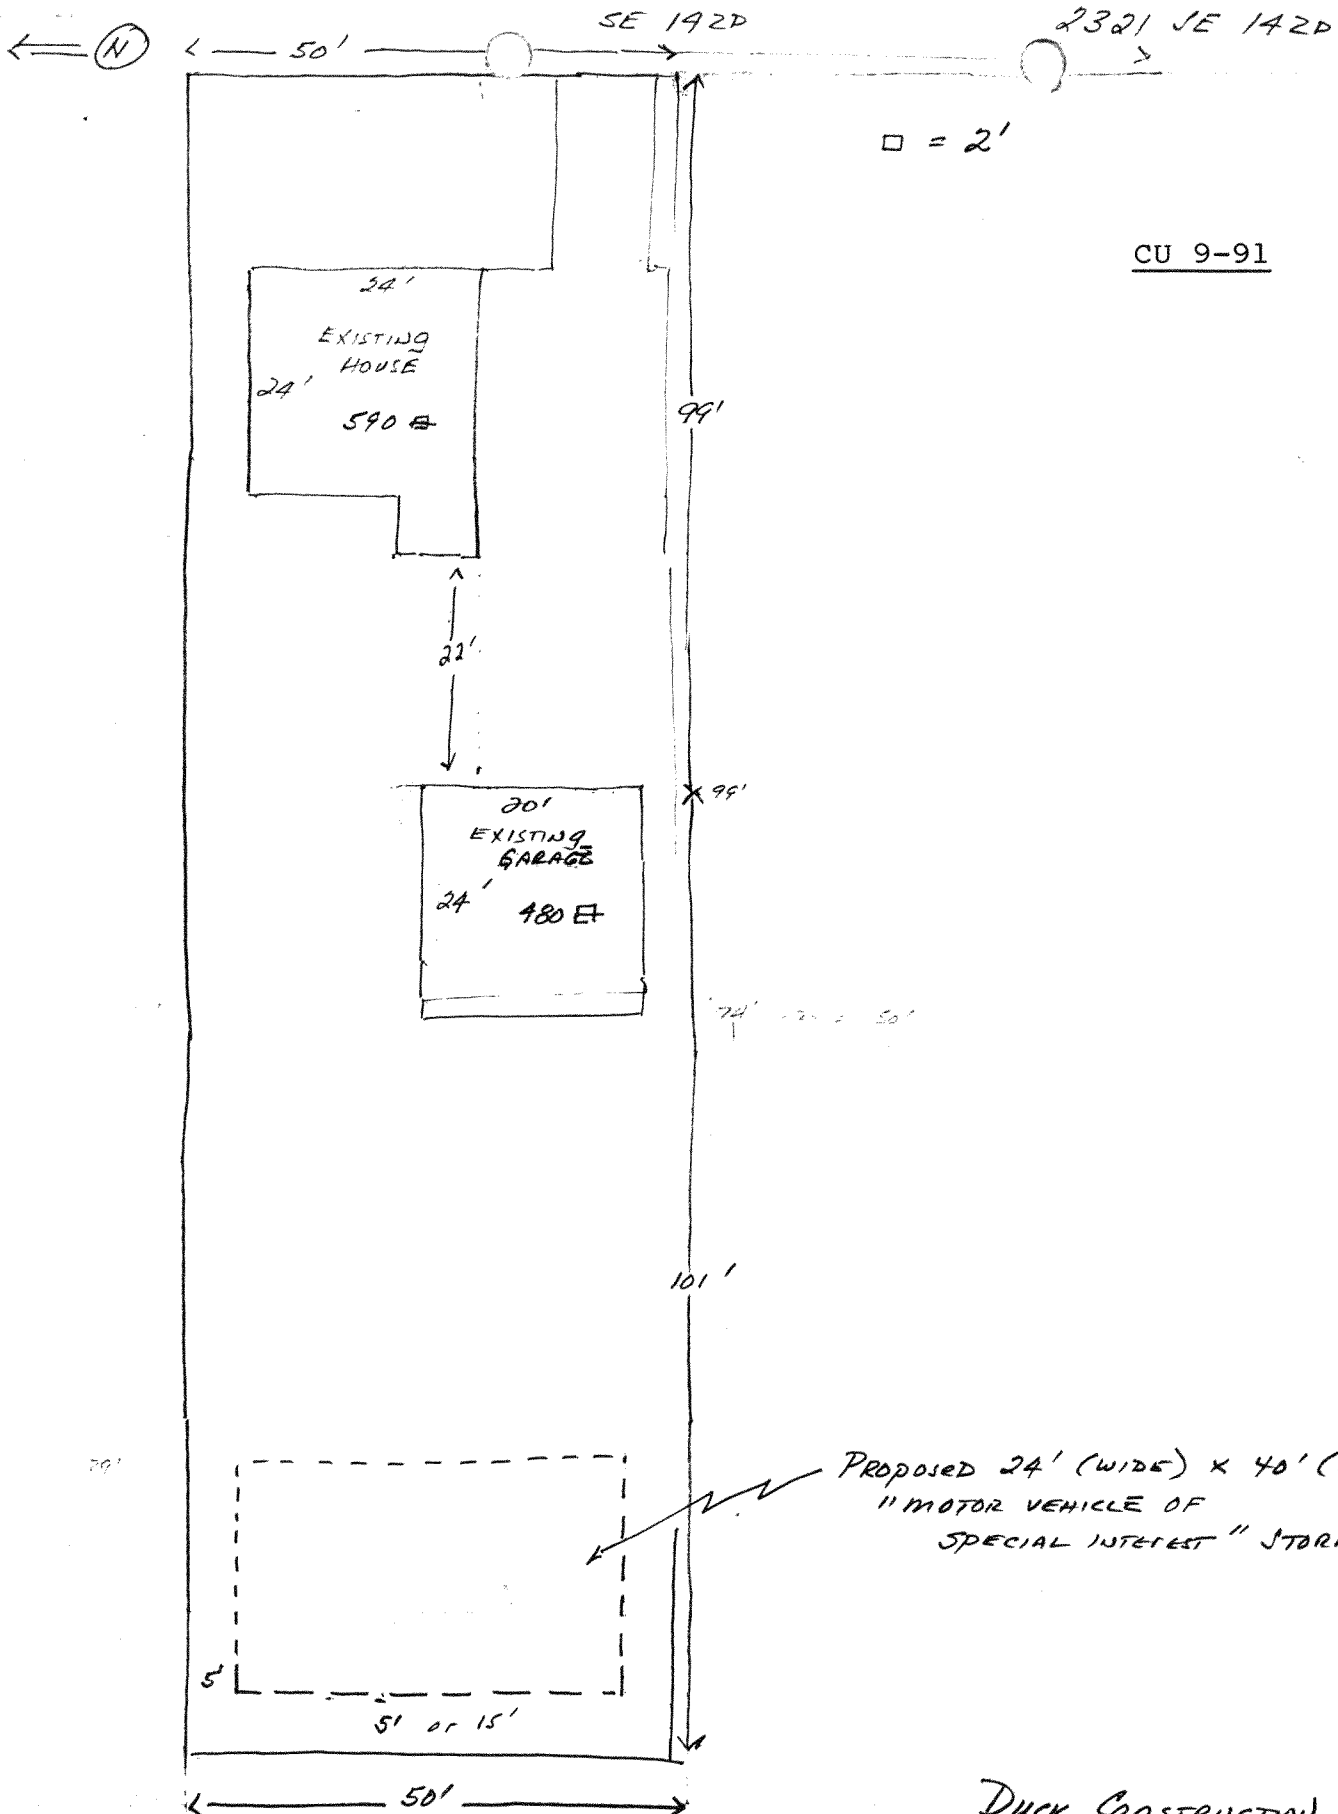 N
50'
SE 142D
2321 SE 142D
□ = 2'
CU 9-91
24'
EXISTING
HOUSE
24'
590
99'
22'
20'
99'
EXISTING
GARAGE
24'
480
74'
50'
101'
PROPOSED 24' (WIDE) x 40' (
"MOTOR VEHICLE OF
SPECIAL INTEREST" STOR
5'
5' or 15'
50'
DUCK CONSTRUCTION